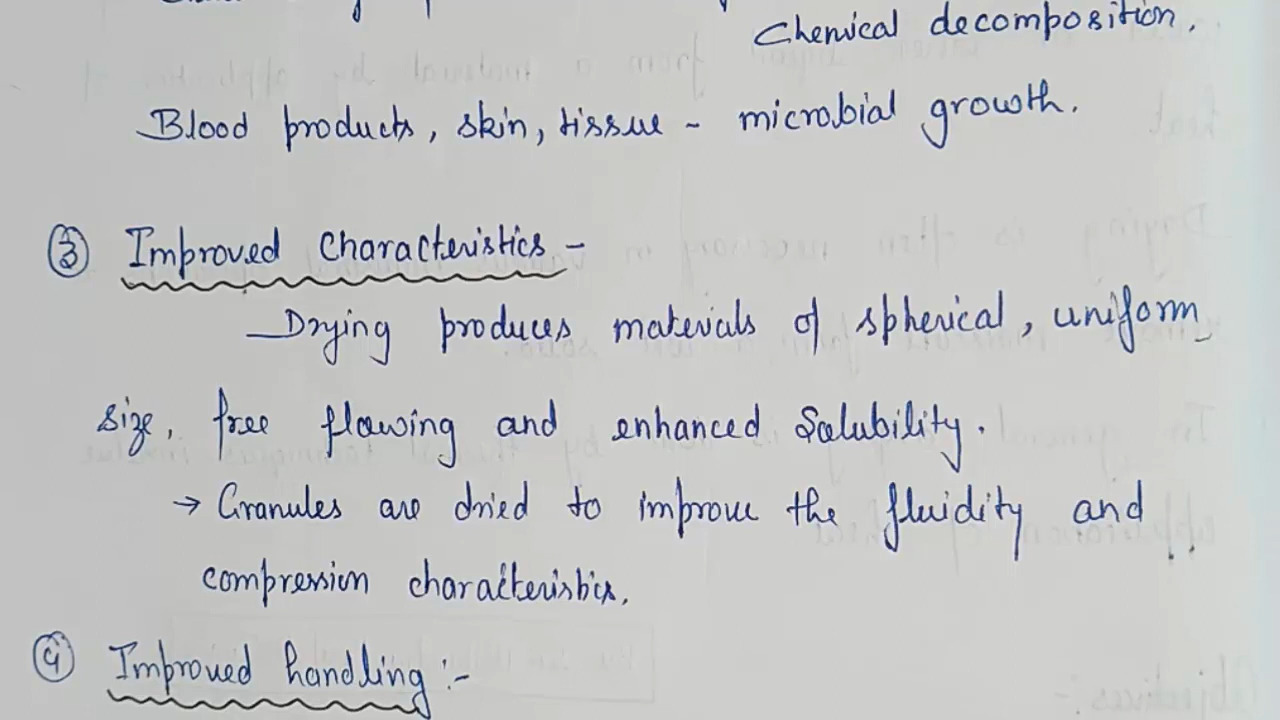 Chemical decomposition.
Blood products, skin, tissue - microbial growth.
③ Improved Characteristics -
Drying produces materials of spherical, uniform
size, free flowing and enhanced Solubility.
→ Granules are dried to improve the fluidity and
compression characteristics.
④ Improved handling :-